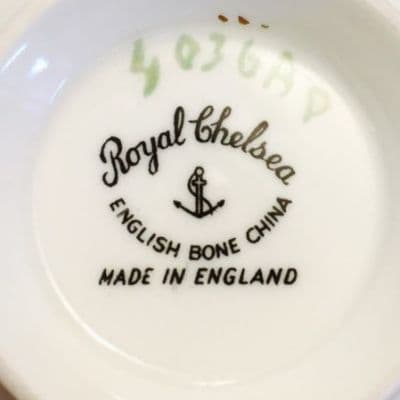 4036AP
Royal Chelsea
ENGLISH BONE CHINA
MADE IN ENGLAND